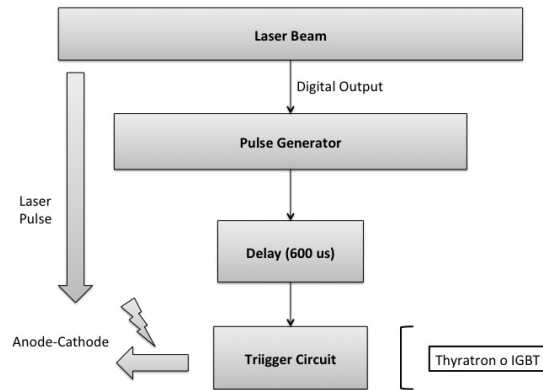 Laser Beam
Digital Output
Pulse Generator
Laser
Pulse
Delay (600 us)
Anode-Cathode
Triigger Circuit
Thyratron o IGBT